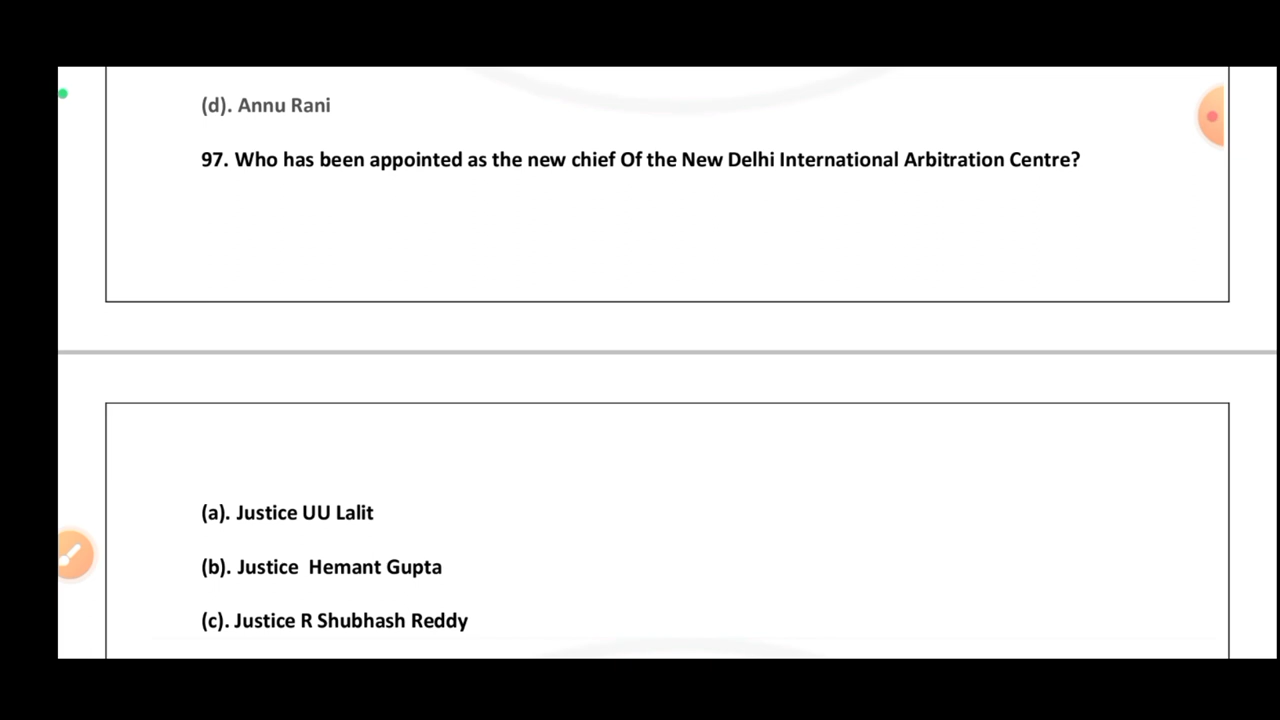 (d). Annu Rani
97. Who has been appointed as the new chief Of the New Delhi International Arbitration Centre?
(a). Justice UU Lalit
(b). Justice  Hemant Gupta
(c). Justice R Shubhash Reddy